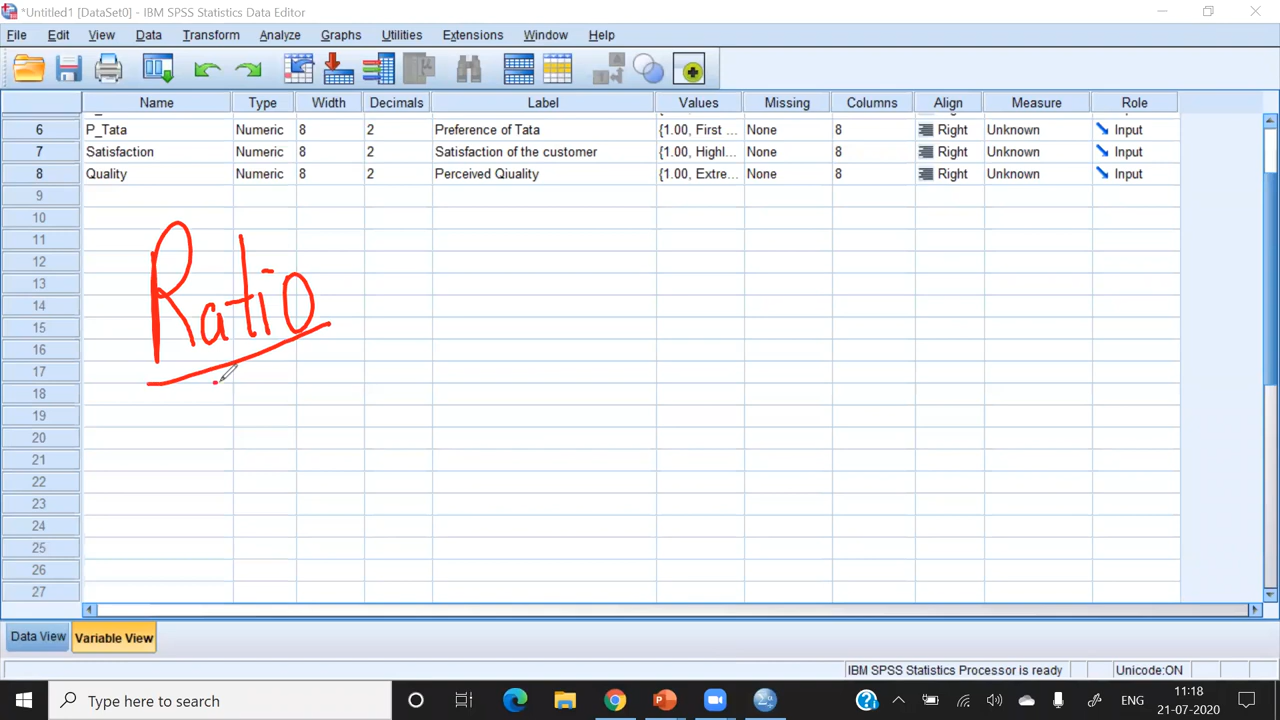 *Untitled1 [DataSet0] - IBM SPSS Statistics Data Editor
File Edit View Data Transform Analyze Graphs Utilities Extensions Window Help
Name Type Width Decimals Label Values Missing Columns Align Measure Role
6 P_Tata Numeric 8 2 Preference of Tata {1.00, First ... None 8 Right Unknown Input
7 Satisfaction Numeric 8 2 Satisfaction of the customer {1.00, Highl... None 8 Right Unknown Input
8 Quality Numeric 8 2 Perceived Qiuality {1.00, Extre... None 8 Right Unknown Input
9
10
11
12
13
14
15
16
17
18
19
20
21
22
23
24
25
26
27
Ratio
Data View Variable View
IBM SPSS Statistics Processor is ready Unicode:ON
Type here to search ENG 11:18
21-07-2020